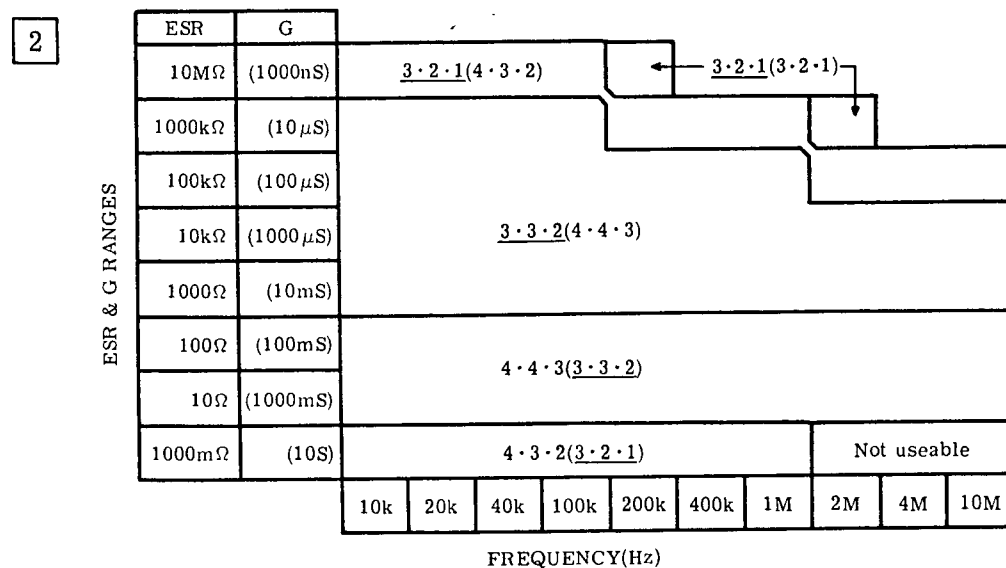 2
ESR G
10MΩ (1000nS) 3·2·1(4·3·2) 3·2·1(3·2·1)
1000kΩ (10μS)
100kΩ (100μS)
10kΩ (1000μS) 3·3·2(4·4·3)
1000Ω (10mS)
100Ω (100mS)
4·4·3(3·3·2)
10Ω (1000mS)
1000mΩ (10S) 4·3·2(3·2·1) Not useable
10k 20k 40k 100k 200k 400k 1M 2M 4M 10M
FREQUENCY(Hz)
ESR & G RANGES